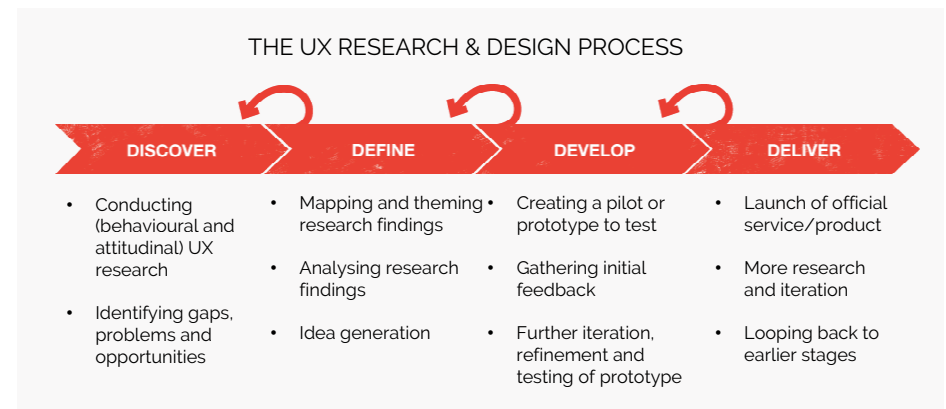 THE UX RESEARCH & DESIGN PROCESS
DISCOVER
DEFINE
DEVELOP
DELIVER
• Conducting
(behavioural and
attitudinal) UX
research
• Identifying gaps,
problems and
opportunities
• Mapping and theming
research findings
• Analysing research
findings
• Idea generation
• Creating a pilot or
prototype to test
• Gathering initial
feedback
• Further iteration,
refinement and
testing of prototype
• Launch of official
service/product
• More research
and iteration
• Looping back to
earlier stages